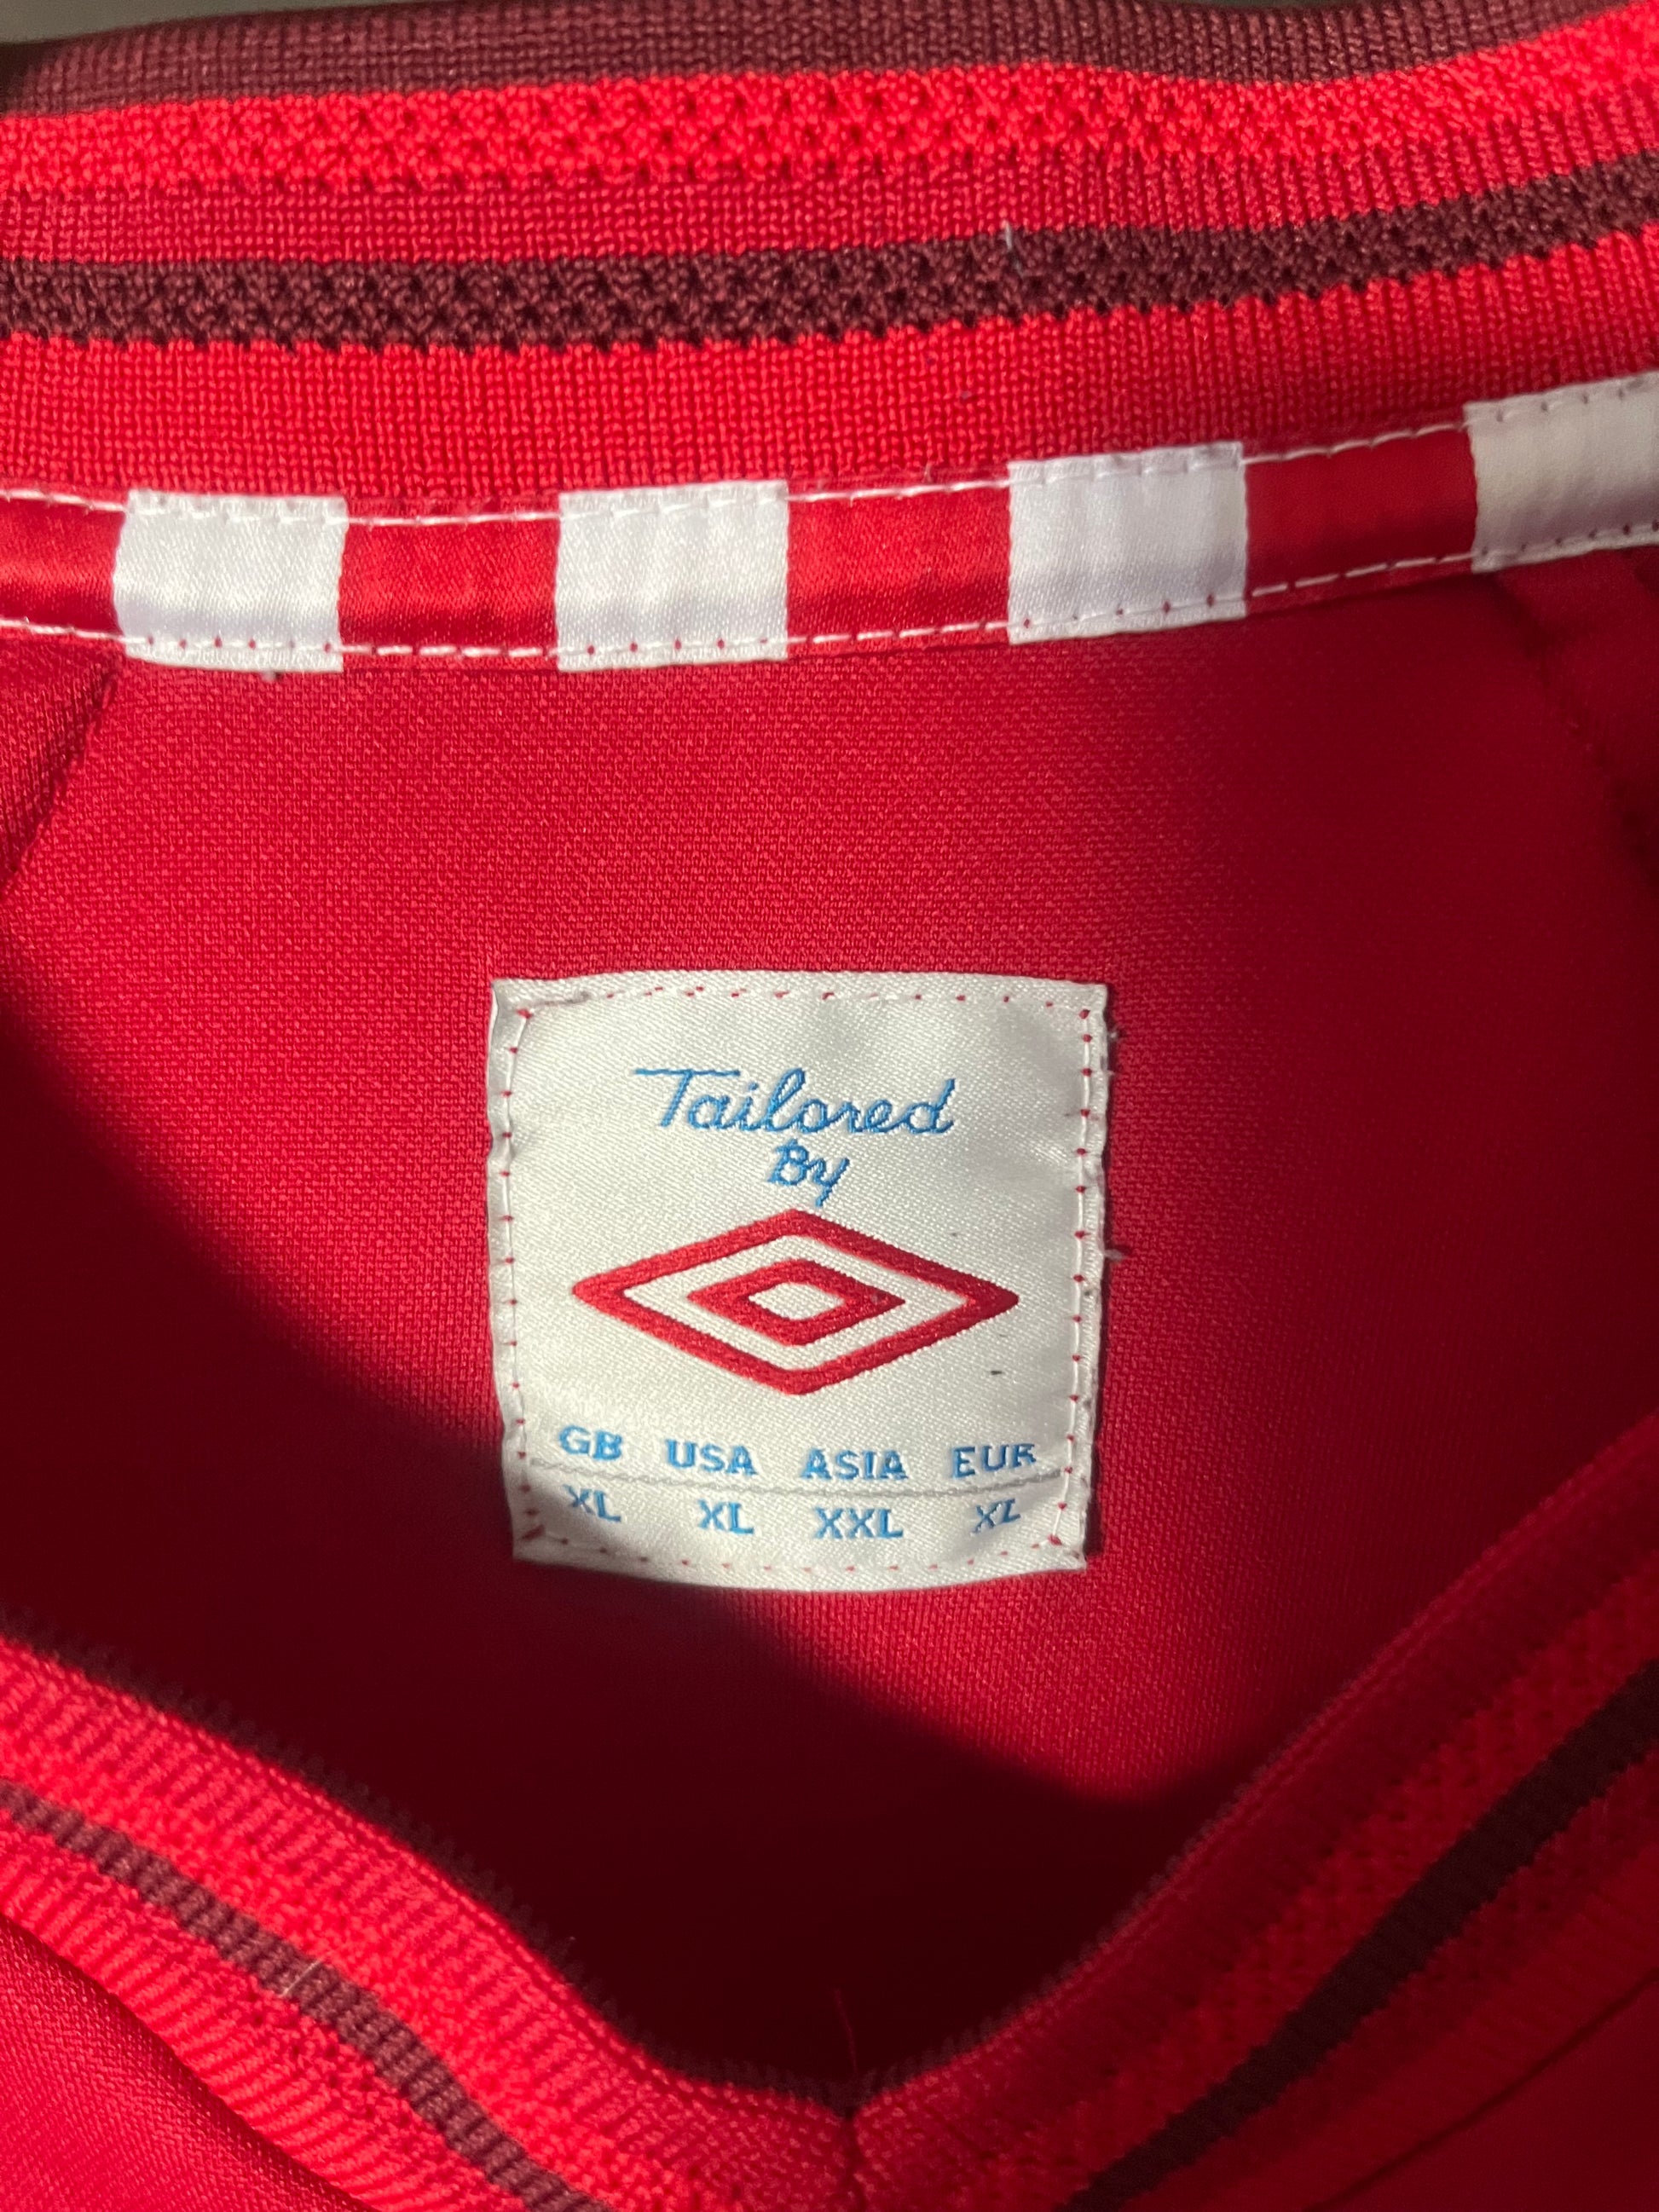 Tailored
By
GB USA ASIA EUR
XL XL XXL XL